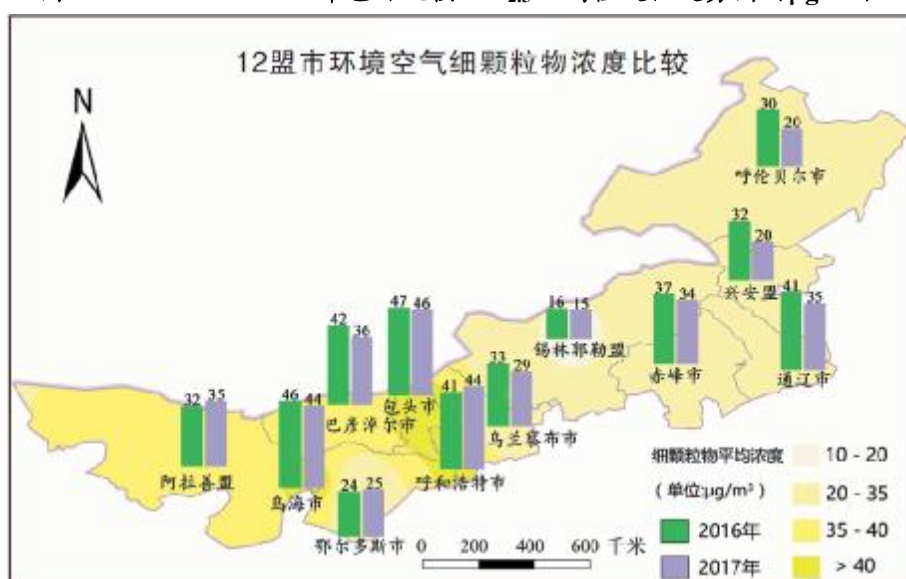 12盟市环境空气细颗粒物浓度比较
N
30
20
呼伦贝尔市
32
20
兴安盟
41
35
通辽市
37
34
赤峰市
16
15
锡林郭勒盟
33
29
乌兰察布市
47
46
包头市
42
36
巴彦淖尔市
41
44
呼和浩特市
46
44
乌海市
32
35
阿拉善盟
24
25
鄂尔多斯市
0 200 400 600 千米
细颗粒物平均浓度
(单位:μg/m³)
2016年
2017年
10 - 20
20 - 35
35 - 40
> 40